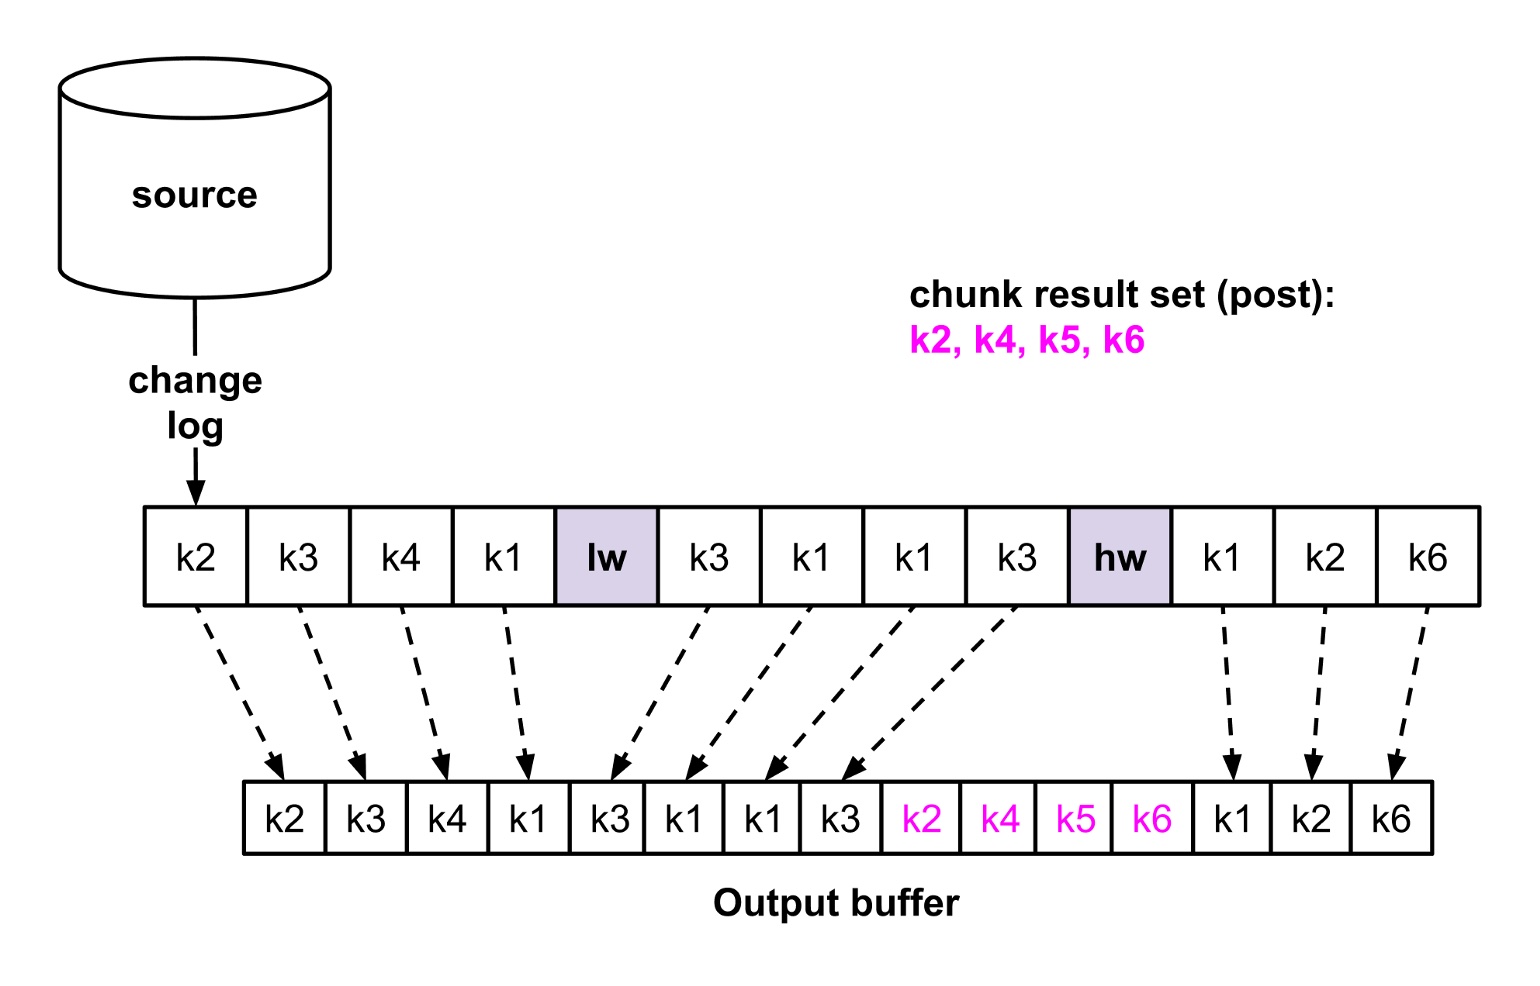 source
chunk result set (post):
k2, k4, k5, k6
change
log
k2 k3 k4 k1 lw k3 k1 k1 k3 hw k1 k2 k6
k2 k3 k4 k1 k3 k1 k1 k3 k2 k4 k5 k6 k1 k2 k6
Output buffer